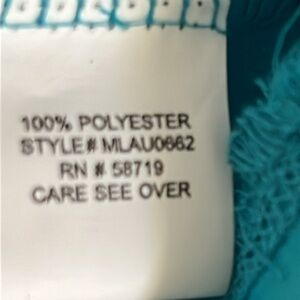 100% POLYESTER
STYLE# MLAU0662
RN # 58719
CARE SEE OVER